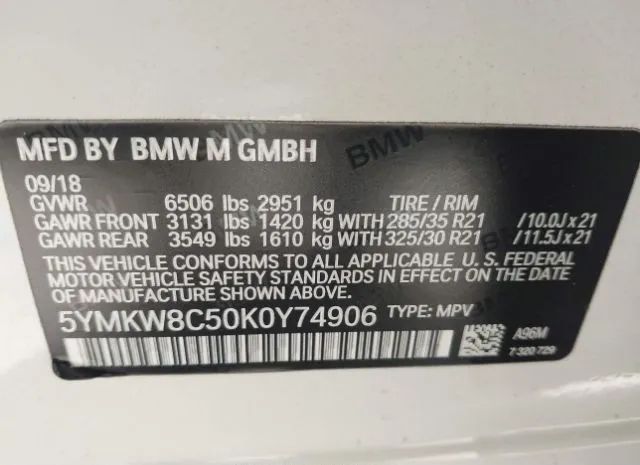 MFD BY BMW M GMBH
09/18
GVWR 6506 lbs 2951 kg TIRE / RIM
GAWR FRONT 3131 lbs 1420 kg WITH 285/35 R21 /10.0J x 21
GAWR REAR 3549 lbs 1610 kg WITH 325/30 R21 /11.5J x 21
THIS VEHICLE CONFORMS TO ALL APPLICABLE U. S. FEDERAL
MOTOR VEHICLE SAFETY STANDARDS IN EFFECT ON THE DATE OF
MANUFACTURE SHOWN ABOVE.
5YMKW8C50K0Y74906 TYPE: MPV
A96M
7 320 729